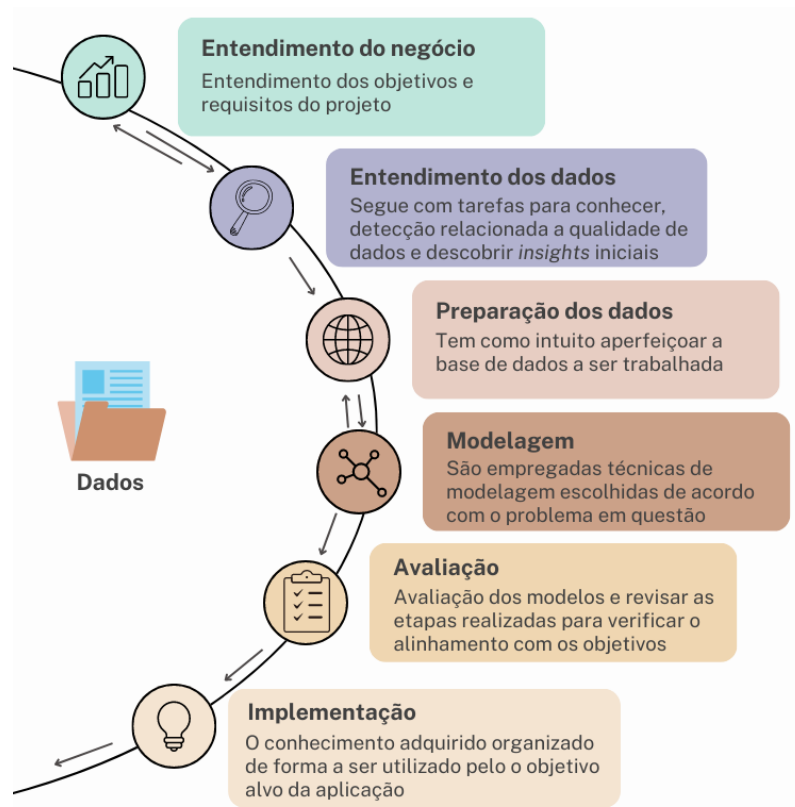 Entendimento do negócio
Entendimento dos objetivos e
requisitos do projeto
Entendimento dos dados
Segue com tarefas para conhecer,
detecção relacionada a qualidade de
dados e descobrir insights iniciais
Preparação dos dados
Tem como intuito aperfeiçoar a
base de dados a ser trabalhada
Dados
Modelagem
São empregadas técnicas de
modelagem escolhidas de acordo
com o problema em questão
Avaliação
Avaliação dos modelos e revisar as
etapas realizadas para verificar o
alinhamento com os objetivos
Implementação
O conhecimento adquirido organizado
de forma a ser utilizado pelo o objetivo
alvo da aplicação